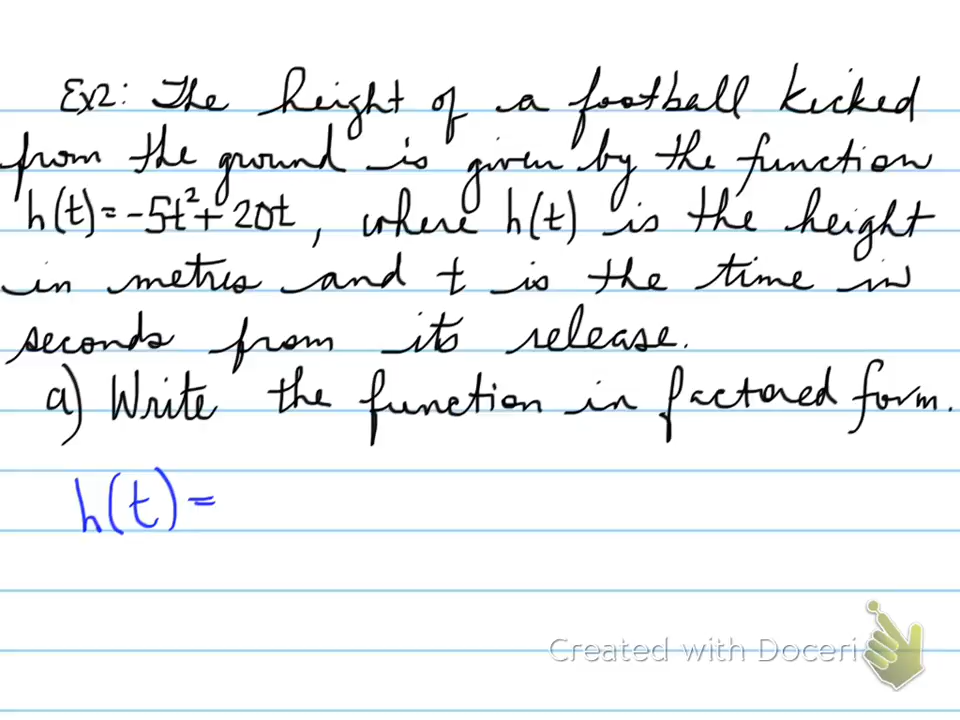 Ex2: The height of a football kicked
from the ground is given by the function
h(t)=-5t²+20t, where h(t) is the height
in metres and t is the time in
seconds from its release.
a) Write the function in factored form.
h(t)=
Created with Doceri